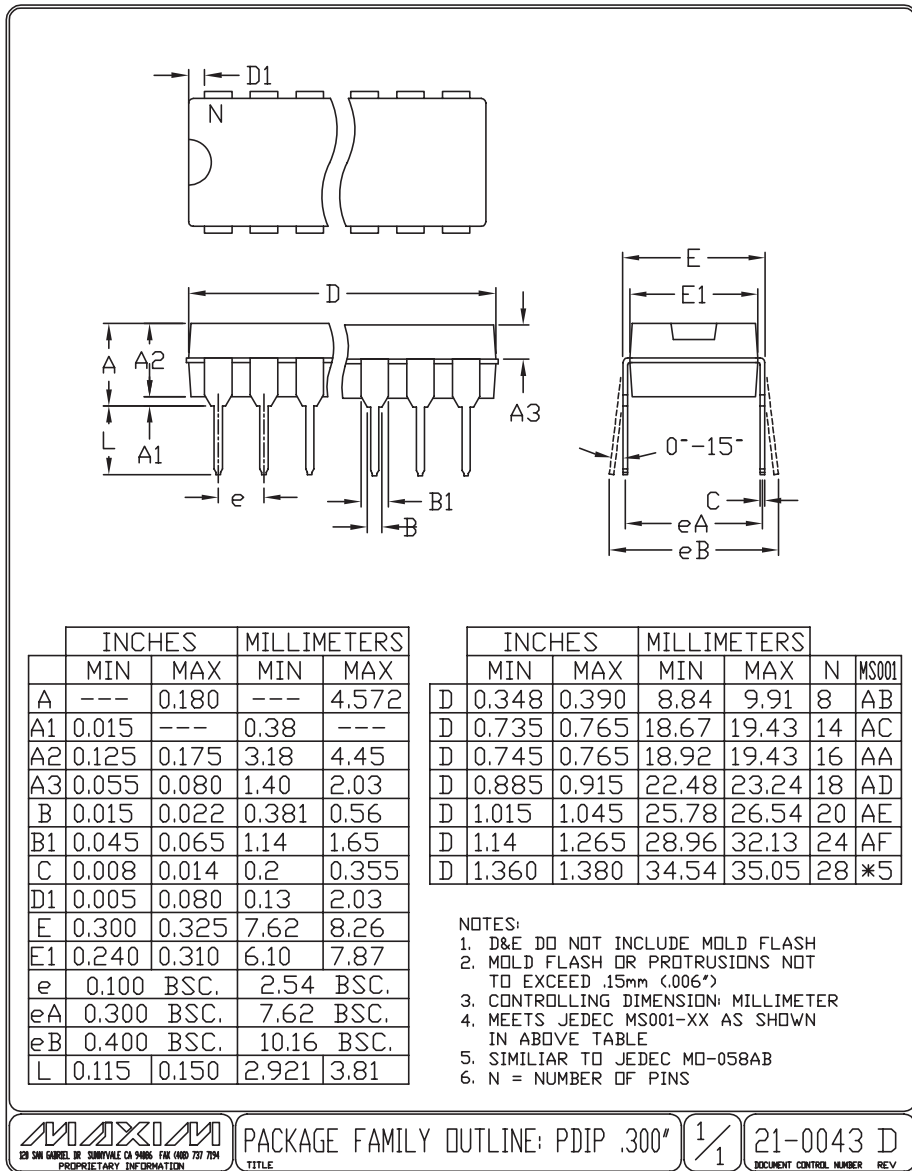 D1
N
E
E1
D
A
A2
A3
L
A1
0°-15°
e
B1
B
C
eA
eB
INCHES MILLIMETERS
MIN MAX MIN MAX
A --- 0.180 --- 4.572
A1 0.015 --- 0.38 ---
A2 0.125 0.175 3.18 4.45
A3 0.055 0.080 1.40 2.03
B 0.015 0.022 0.381 0.56
B1 0.045 0.065 1.14 1.65
C 0.008 0.014 0.2 0.355
D1 0.005 0.080 0.13 2.03
E 0.300 0.325 7.62 8.26
E1 0.240 0.310 6.10 7.87
e 0.100 BSC. 2.54 BSC.
eA 0.300 BSC. 7.62 BSC.
eB 0.400 BSC. 10.16 BSC.
L 0.115 0.150 2.921 3.81
INCHES MILLIMETERS
MIN MAX MIN MAX N MS001
D 0.348 0.390 8.84 9.91 8 AB
D 0.735 0.765 18.67 19.43 14 AC
D 0.745 0.765 18.92 19.43 16 AA
D 0.885 0.915 22.48 23.24 18 AD
D 1.015 1.045 25.78 26.54 20 AE
D 1.14 1.265 28.96 32.13 24 AF
D 1.360 1.380 34.54 35.05 28 *5
NOTES:
1. D&E DO NOT INCLUDE MOLD FLASH
2. MOLD FLASH OR PROTRUSIONS NOT
TO EXCEED .15mm (.006")
3. CONTROLLING DIMENSION: MILLIMETER
4. MEETS JEDEC MS001-XX AS SHOWN
IN ABOVE TABLE
5. SIMILIAR TO JEDEC MO-058AB
6. N = NUMBER OF PINS
MAXIM
120 SAN GABRIEL DR SUNNYVALE CA 94086 FAX (408) 737 7194
PROPRIETARY INFORMATION
PACKAGE FAMILY OUTLINE: PDIP .300"
TITLE
1/1
21-0043 D
DOCUMENT CONTROL NUMBER REV